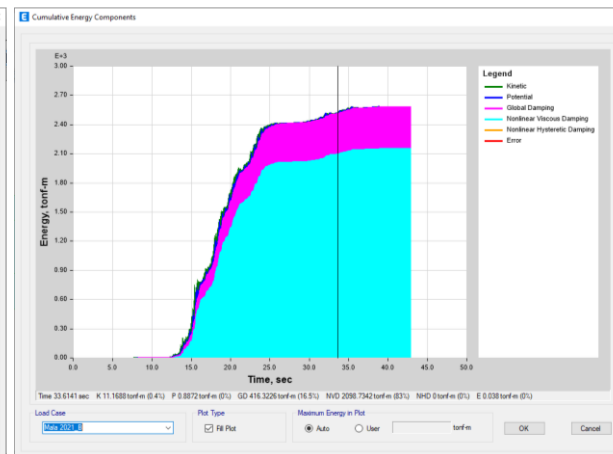 Cumulative Energy Components
E+3
3.00
2.70
2.40
2.10
1.80
1.50
1.20
0.90
0.60
0.30
0.00
Energy, tonf-m
0.0 5.0 10.0 15.0 20.0 25.0 30.0 35.0 40.0 45.0 50.0
Time, sec
Legend
Kinetic
Potential
Global Damping
Nonlinear Viscous Damping
Nonlinear Hysteretic Damping
Error
Time 33.6141 sec K 11.1688 tonf-m (0.4%) P 0.8872 tonf-m (0%) GD 416.3226 tonf-m (16.5%) NVD 2098.7342 tonf-m (83%) NHD 0 tonf-m (0%) E 0.038 tonf-m (0%)
Load Case
Mala 2021_B
Plot Type
Fill Plot
Maximum Energy in Plot
Auto User tonf-m
OK Cancel